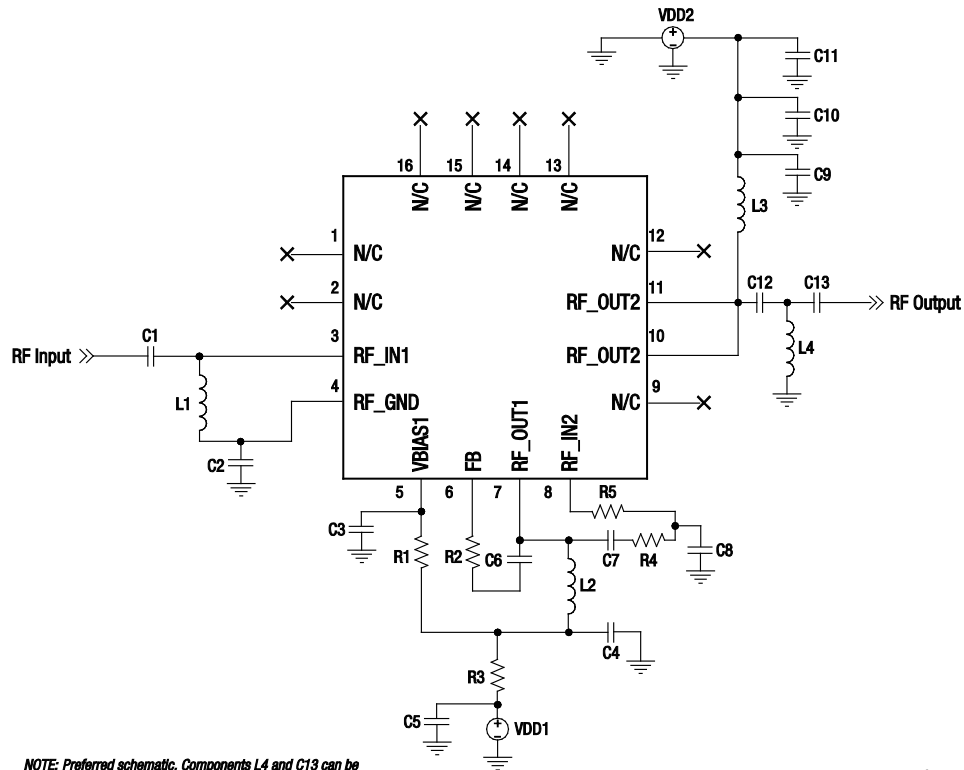 VDD2
C11
C10
C9
L3
16 15 14 13
N/C N/C N/C N/C
1 N/C
2 N/C
3 RF_IN1
4 RF_GND
12 N/C
11 RF_OUT2
10 RF_OUT2
9 N/C
C12 C13
RF Output
L4
C1
RF Input
L1
C2
VBIAS1 FB RF_OUT1 RF_IN2
5 6 7 8
R5
C3
R1 R2 C6 C7 R4 C8
L2
C4
R3
C5
VDD1
NOTE: Preferred schematic. Components L4 and C13 can be